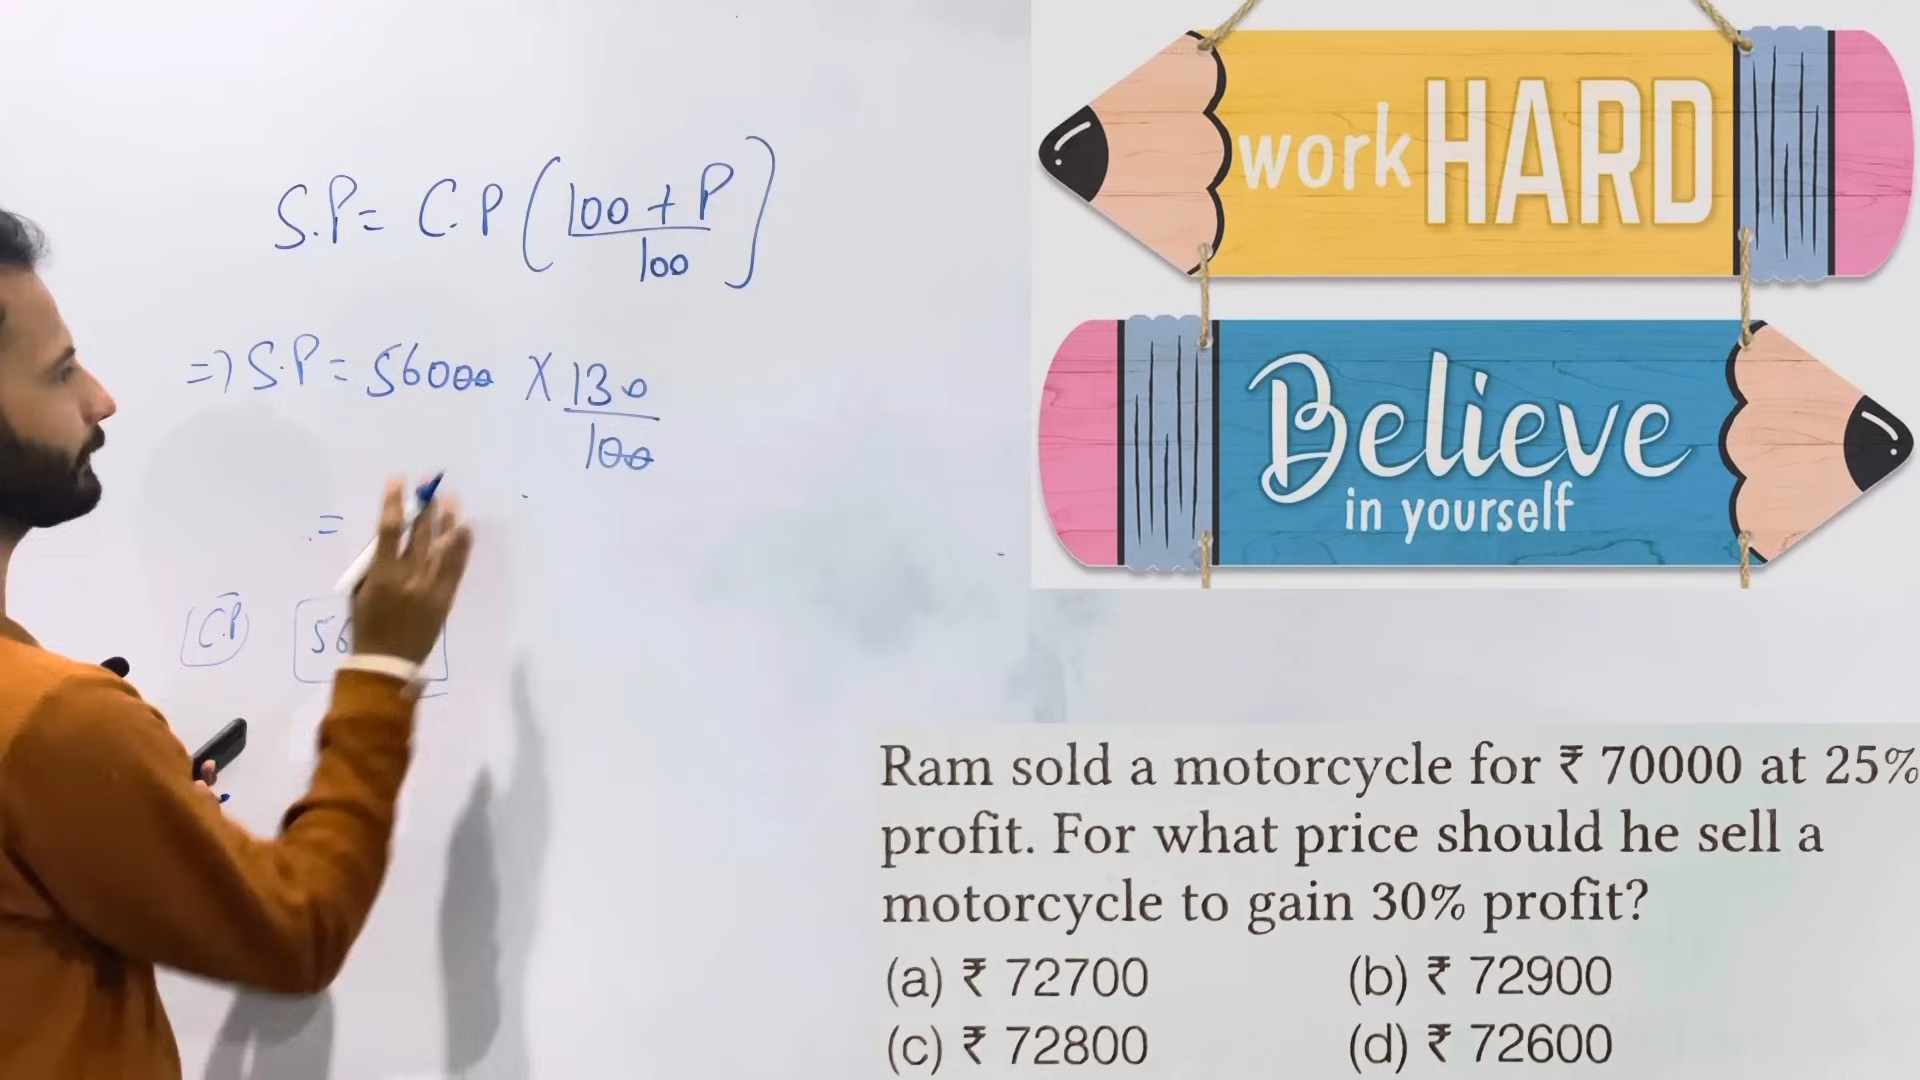 S.P = C.P (100 + P / 100)
=> S.P = 56000 X 130 / 100
=
C.P 56
work HARD
Believe
in yourself
Ram sold a motorcycle for ₹ 70000 at 25%
profit. For what price should he sell a
motorcycle to gain 30% profit?
(a) ₹ 72700 (b) ₹ 72900
(c) ₹ 72800 (d) ₹ 72600